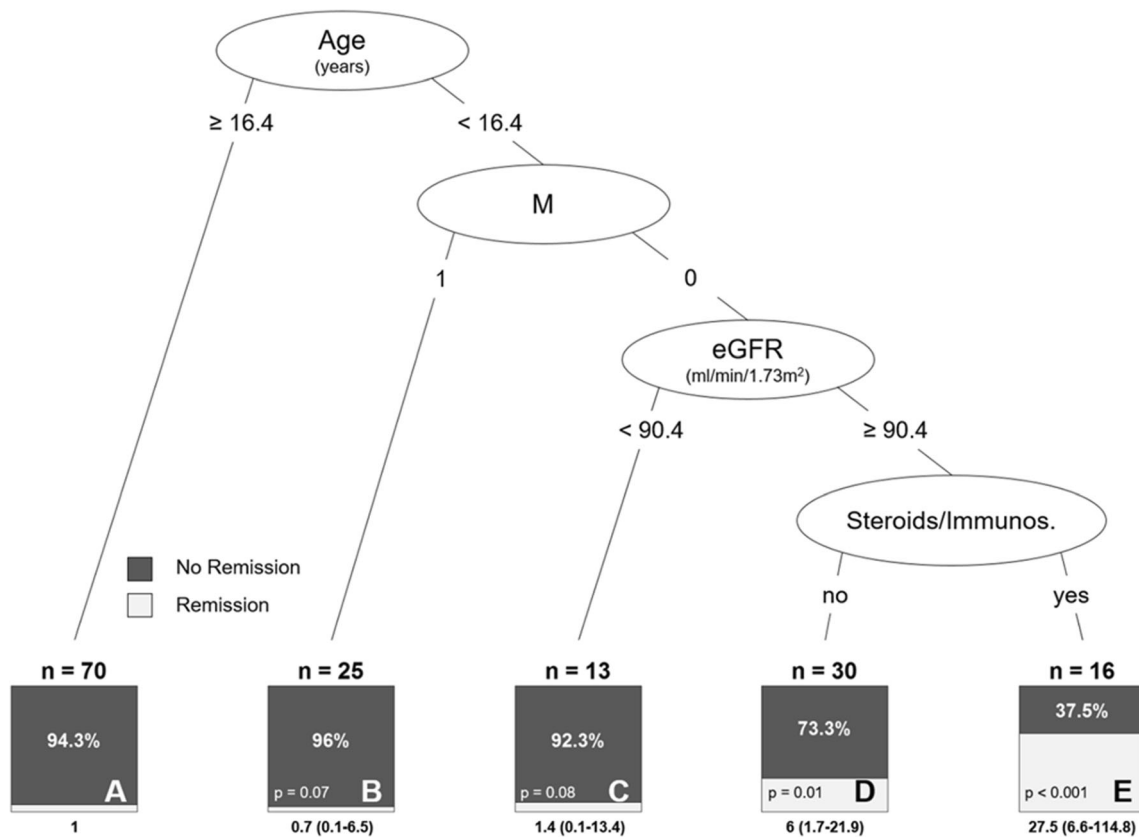 Age
(years)
≥ 16.4
< 16.4
M
1
0
eGFR
(ml/min/1.73m²)
< 90.4
≥ 90.4
Steroids/Immunos.
No Remission
Remission
no
yes
n = 70
n = 25
n = 13
n = 30
n = 16
94.3%
96%
92.3%
73.3%
37.5%
A
p = 0.07 B
p = 0.08 C
p = 0.01 D
p < 0.001 E
1
0.7 (0.1-6.5)
1.4 (0.1-13.4)
6 (1.7-21.9)
27.5 (6.6-114.8)